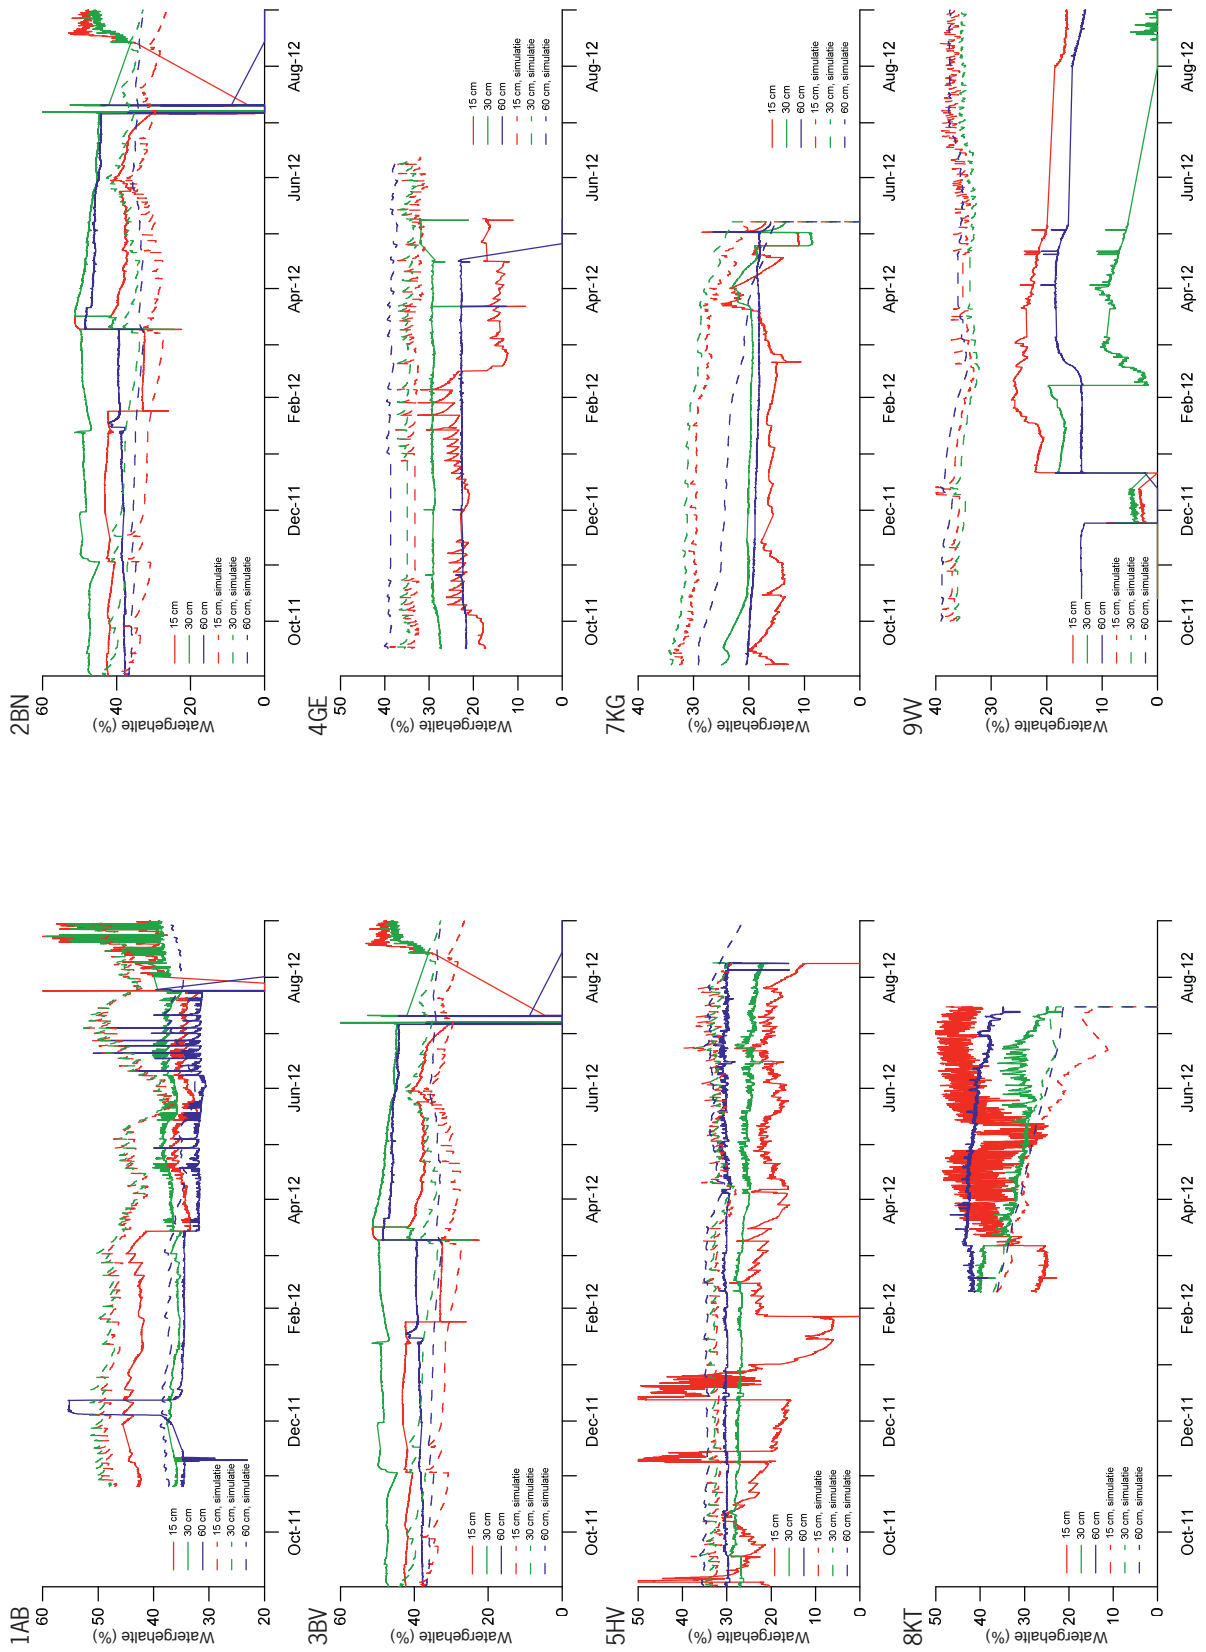 1AB
Watergehalte (%)
60
50
40
30
20
15 cm
30 cm
60 cm
15 cm, simulatie
30 cm, simulatie
60 cm, simulatie
Oct-11
Dec-11
Feb-12
Apr-12
Jun-12
Aug-12
2BN
Watergehalte (%)
60
40
20
0
15 cm
30 cm
60 cm
15 cm, simulatie
30 cm, simulatie
60 cm, simulatie
Oct-11
Dec-11
Feb-12
Apr-12
Jun-12
Aug-12
3BV
Watergehalte (%)
60
40
20
0
15 cm
30 cm
60 cm
15 cm, simulatie
30 cm, simulatie
60 cm, simulatie
Oct-11
Dec-11
Feb-12
Apr-12
Jun-12
Aug-12
4GE
Watergehalte (%)
50
40
30
20
10
0
15 cm
30 cm
60 cm
15 cm, simulatie
30 cm, simulatie
60 cm, simulatie
Oct-11
Dec-11
Feb-12
Apr-12
Jun-12
Aug-12
5HV
Watergehalte (%)
50
40
30
20
10
0
15 cm
30 cm
60 cm
15 cm, simulatie
30 cm, simulatie
60 cm, simulatie
Oct-11
Dec-11
Feb-12
Apr-12
Jun-12
Aug-12
7KG
Watergehalte (%)
40
30
20
10
0
15 cm
30 cm
60 cm
15 cm, simulatie
30 cm, simulatie
60 cm, simulatie
Oct-11
Dec-11
Feb-12
Apr-12
Jun-12
Aug-12
8KT
Watergehalte (%)
50
40
30
20
10
0
15 cm
30 cm
60 cm
15 cm, simulatie
30 cm, simulatie
60 cm, simulatie
Oct-11
Dec-11
Feb-12
Apr-12
Jun-12
Aug-12
9VV
Watergehalte (%)
40
30
20
10
0
15 cm
30 cm
60 cm
15 cm, simulatie
30 cm, simulatie
60 cm, simulatie
Oct-11
Dec-11
Feb-12
Apr-12
Jun-12
Aug-12